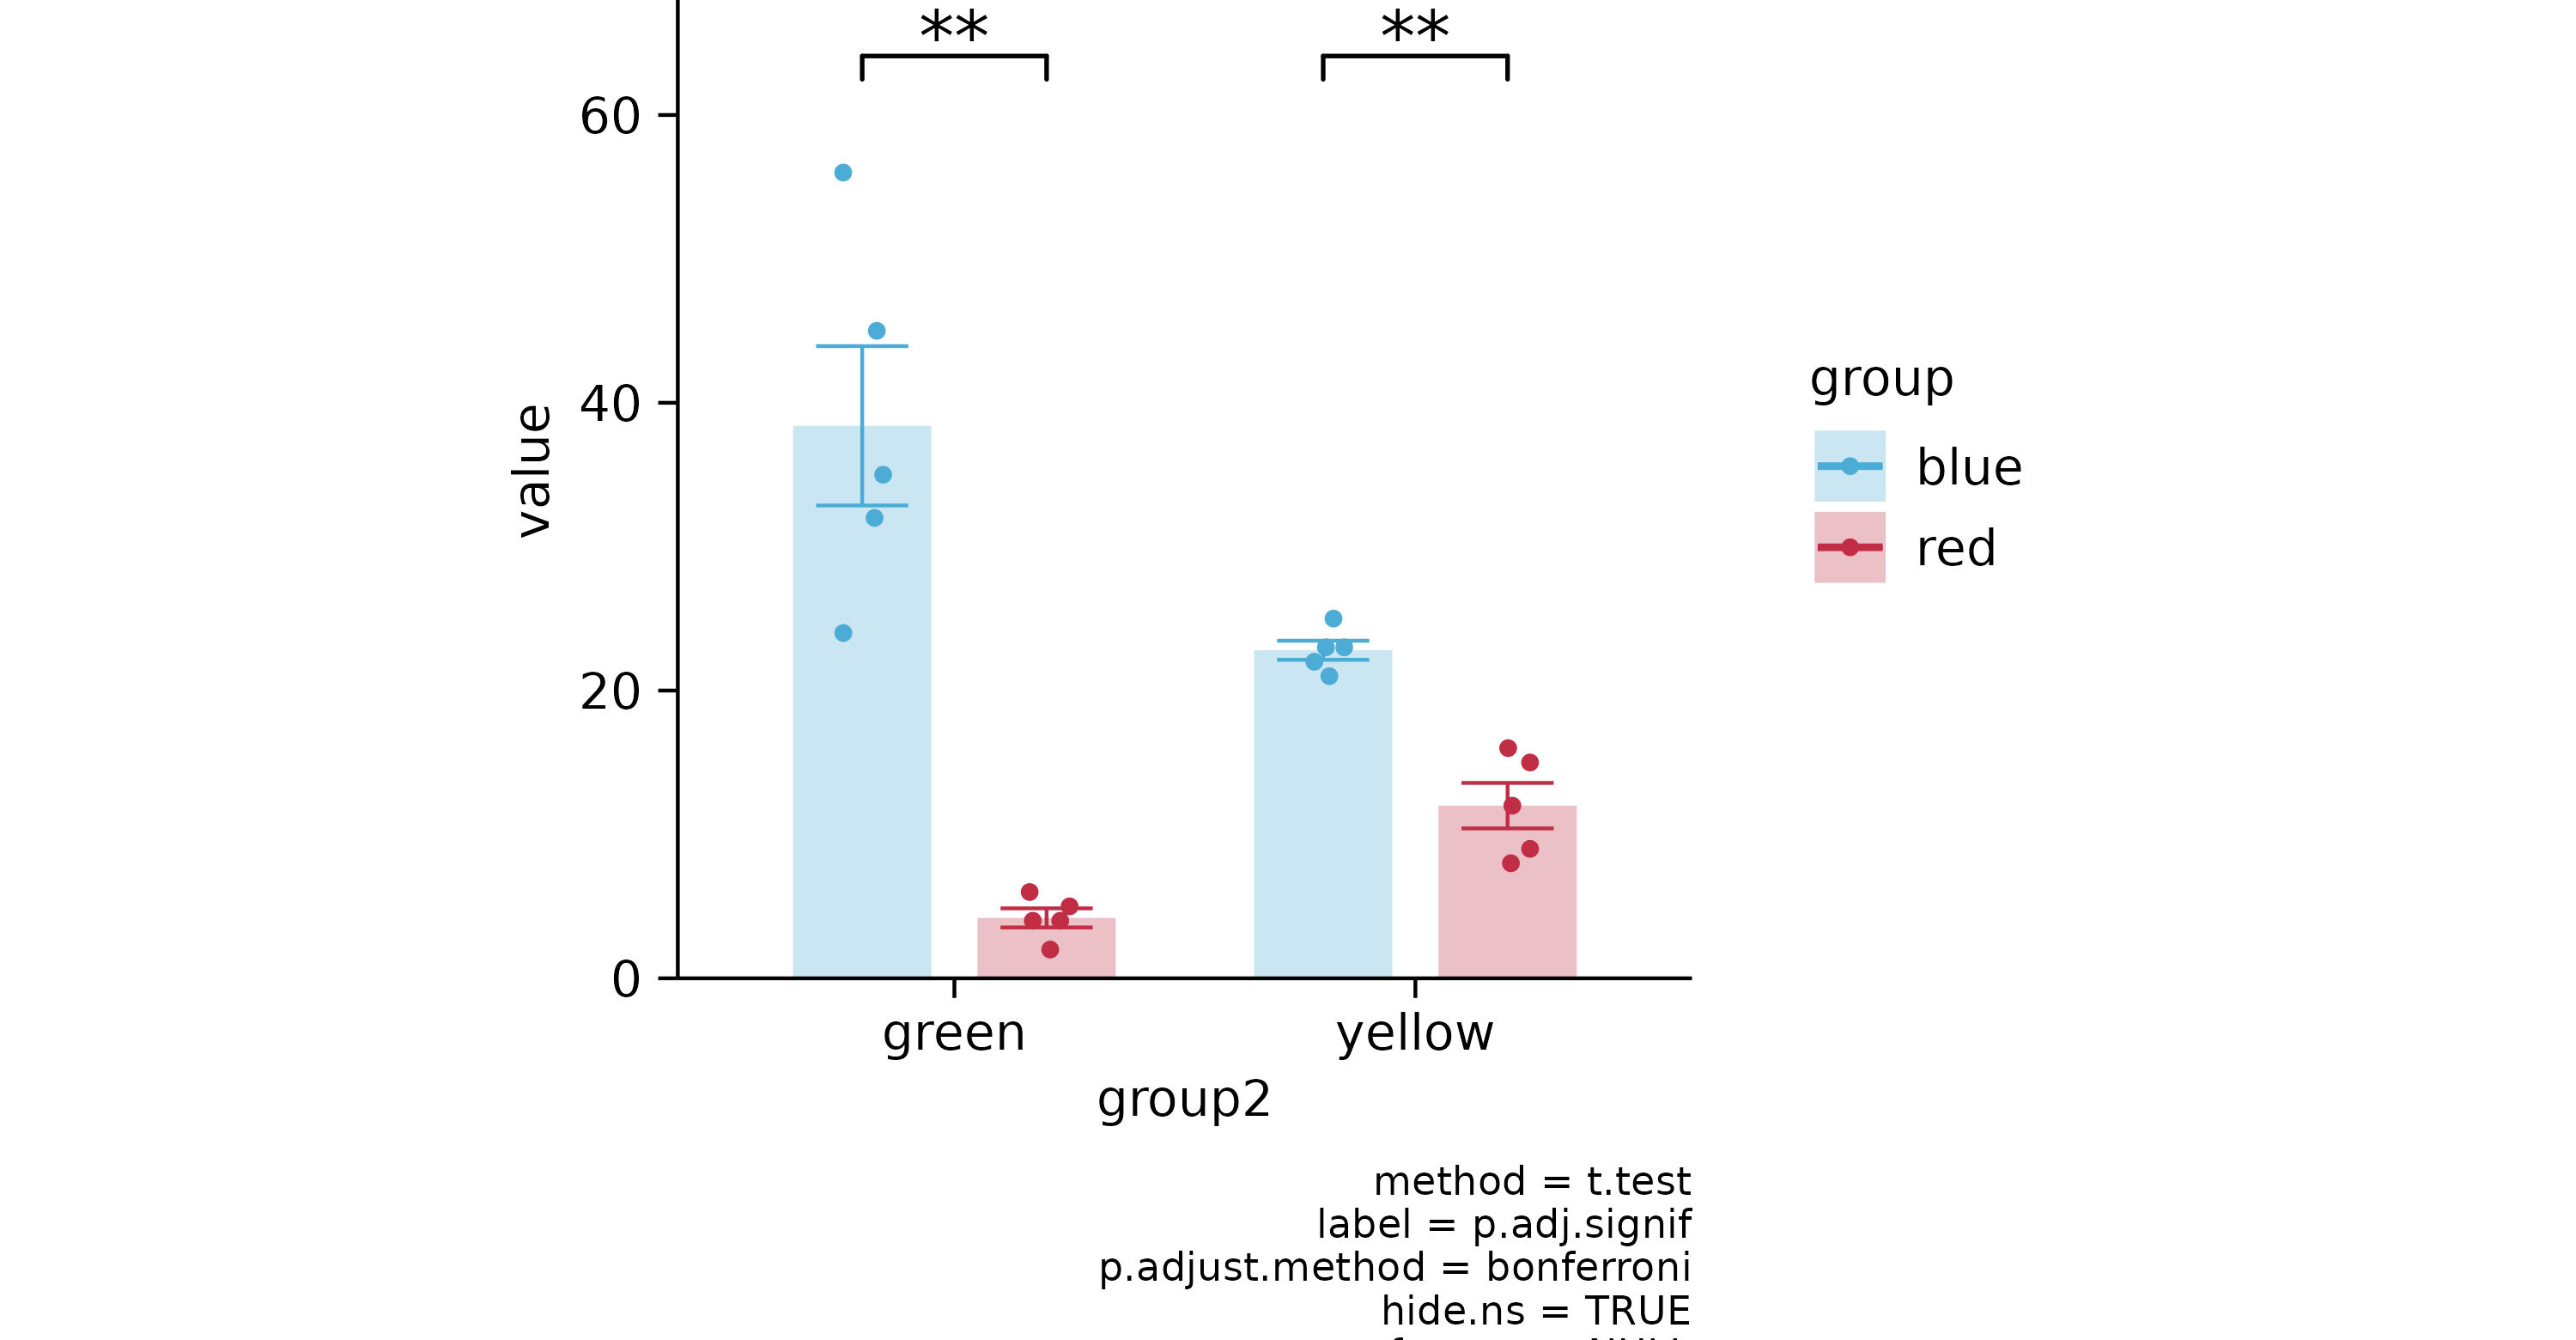 ** **
60
40
20
0
value
green yellow
group2
group
blue
red
method = t.test
label = p.adj.signif
p.adjust.method = bonferroni
hide.ns = TRUE